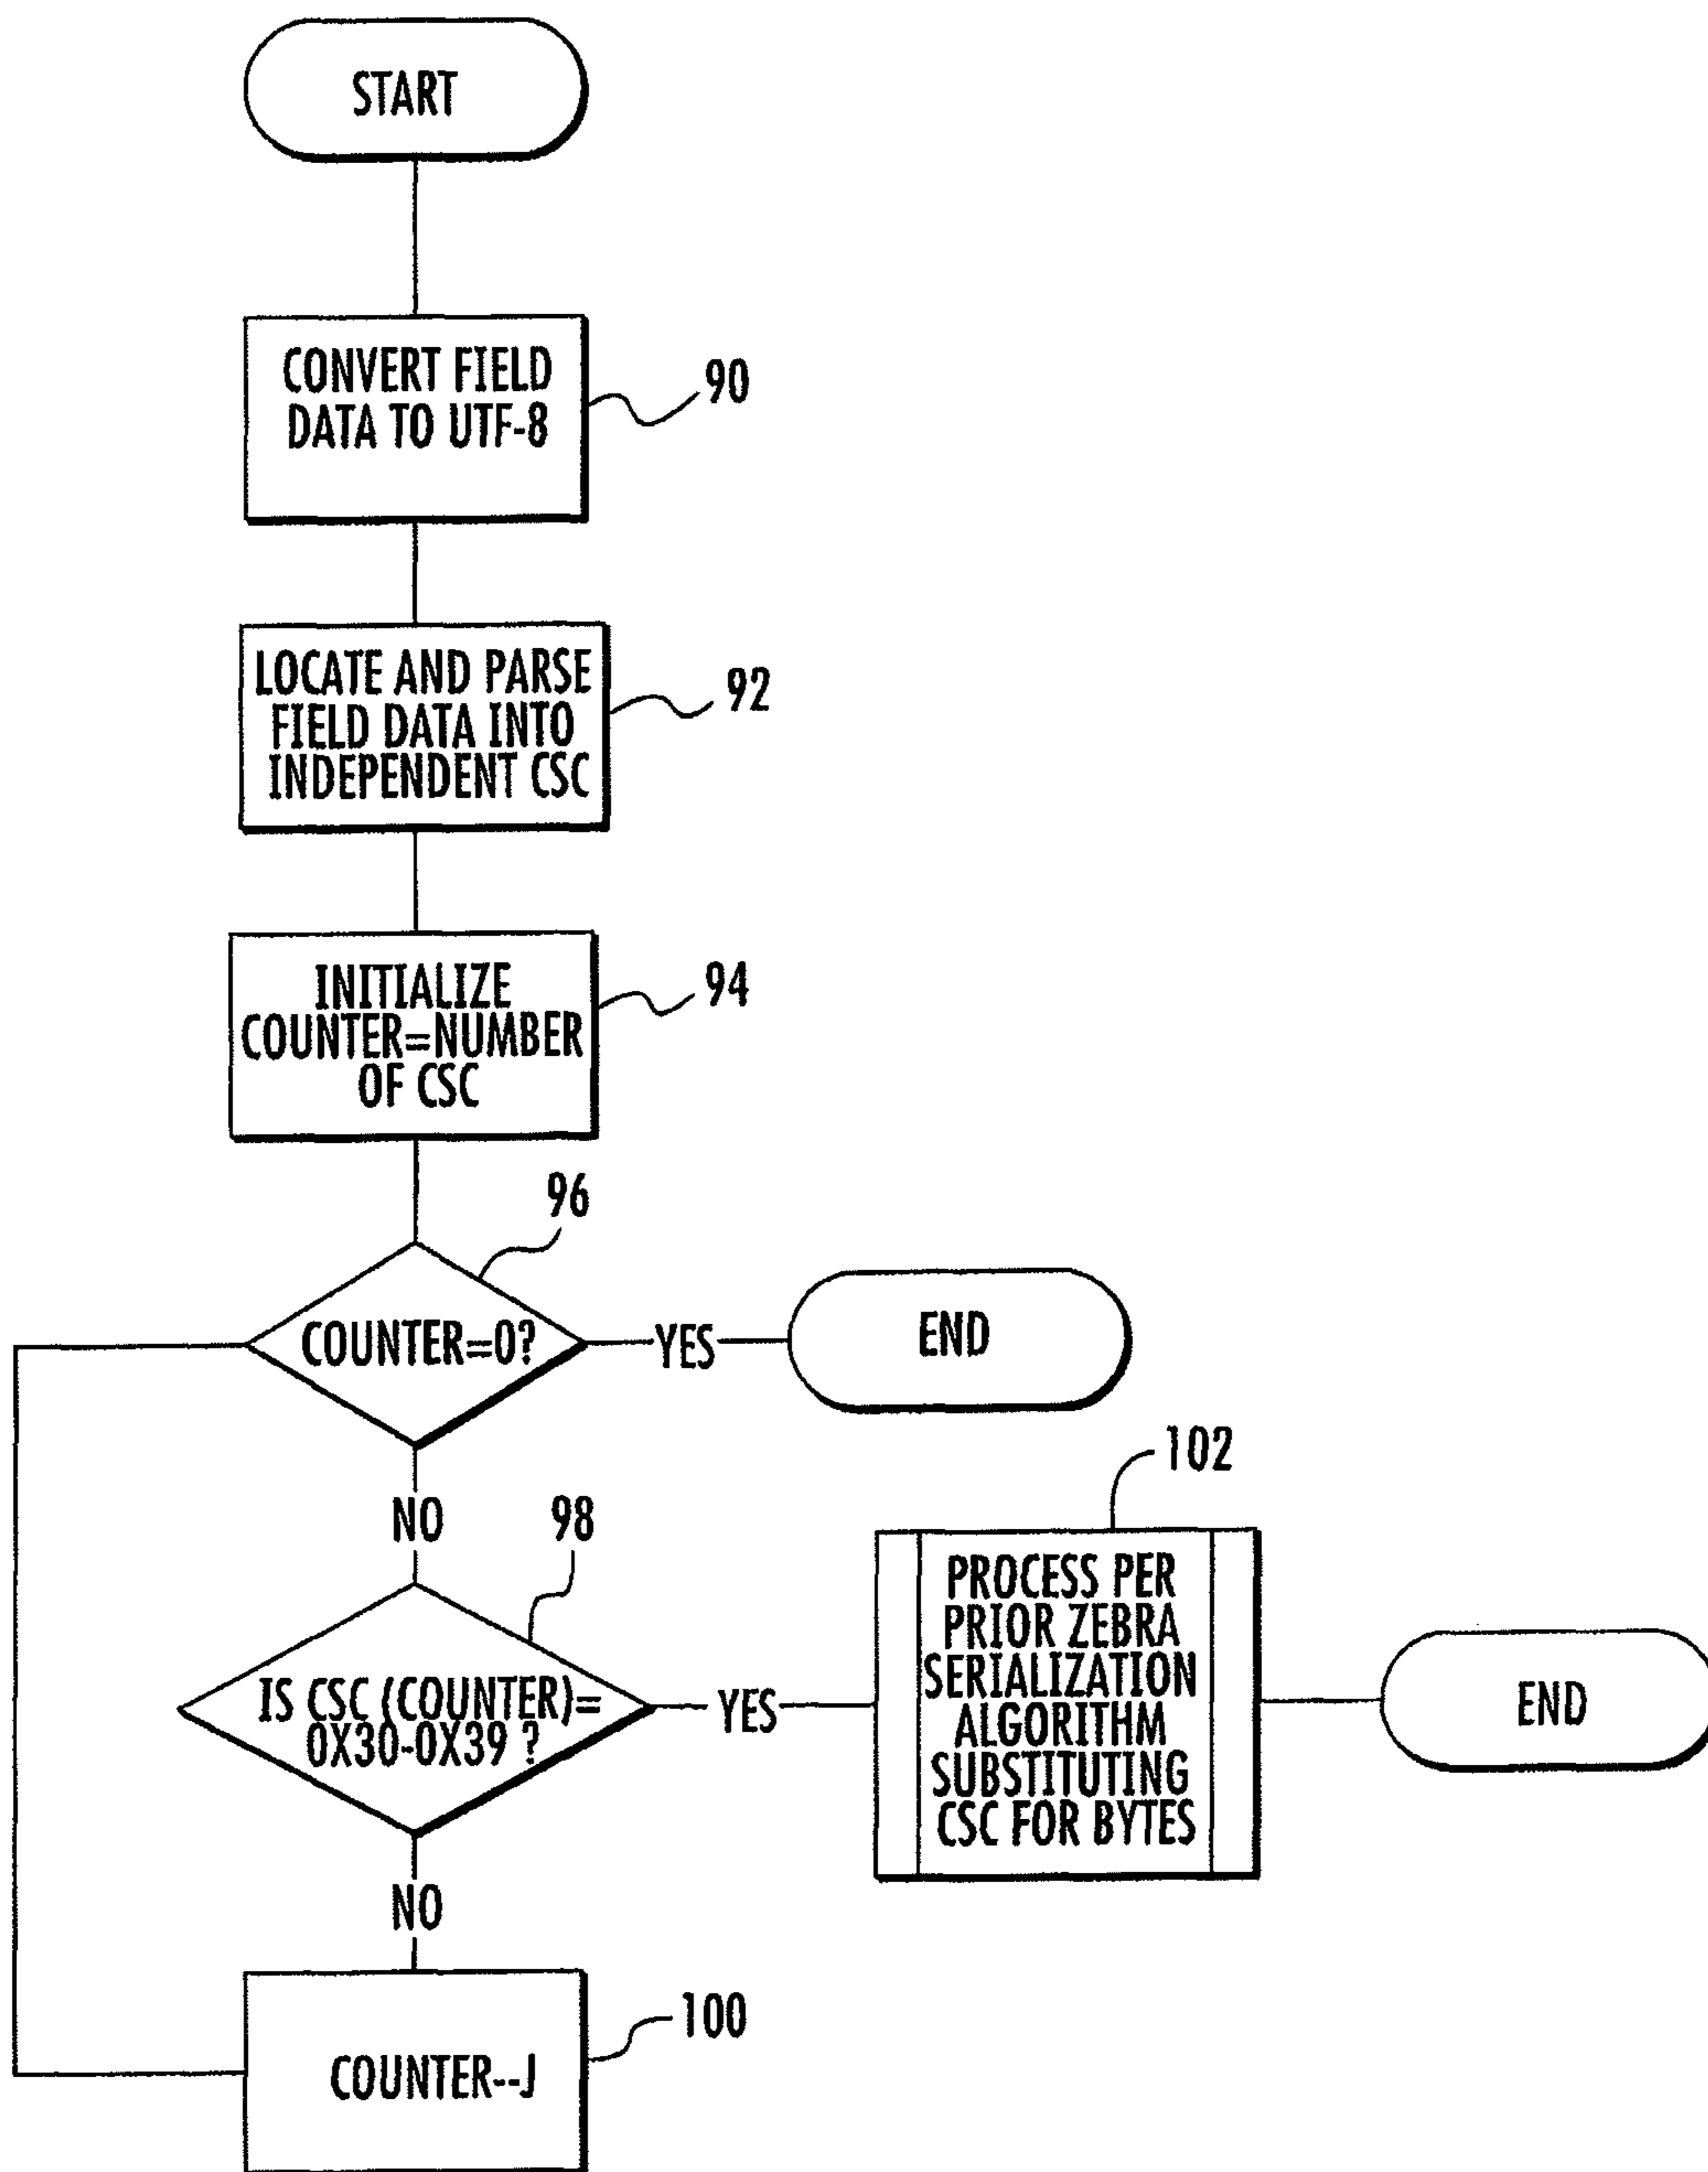 START
CONVERT FIELD
DATA TO UTF-8
90
LOCATE AND PARSE
FIELD DATA INTO
INDEPENDENT CSC
92
INITIALIZE
COUNTER=NUMBER
OF CSC
94
96
COUNTER=0?
YES
END
NO
98
IS CSC (COUNTER)=
0X30-0X39 ?
YES
102
PROCESS PER
PRIOR ZEBRA
SERIALIZATION
ALGORITHM
SUBSTITUTING
CSC FOR BYTES
END
NO
100
COUNTER--J